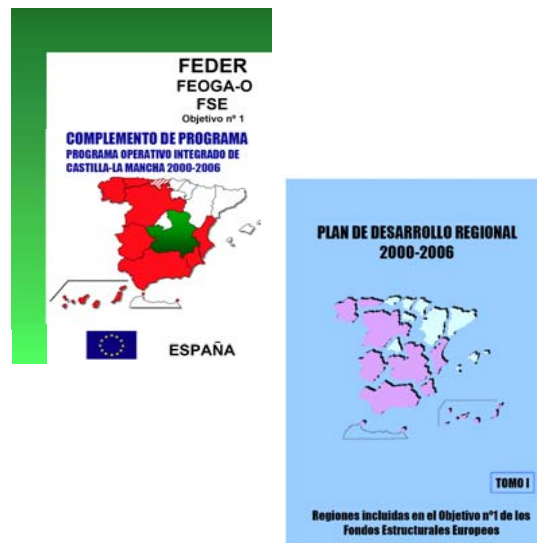 FEDER
FEOGA-O
FSE
Objetivo nº 1
COMPLEMENTO DE PROGRAMA
PROGRAMA OPERATIVO INTEGRADO DE
CASTILLA-LA MANCHA 2000-2006
ESPAÑA
PLAN DE DESARROLLO REGIONAL
2000-2006
TOMO I
Regiones incluidas en el Objetivo nº1 de los
Fondos Estructurales Europeos